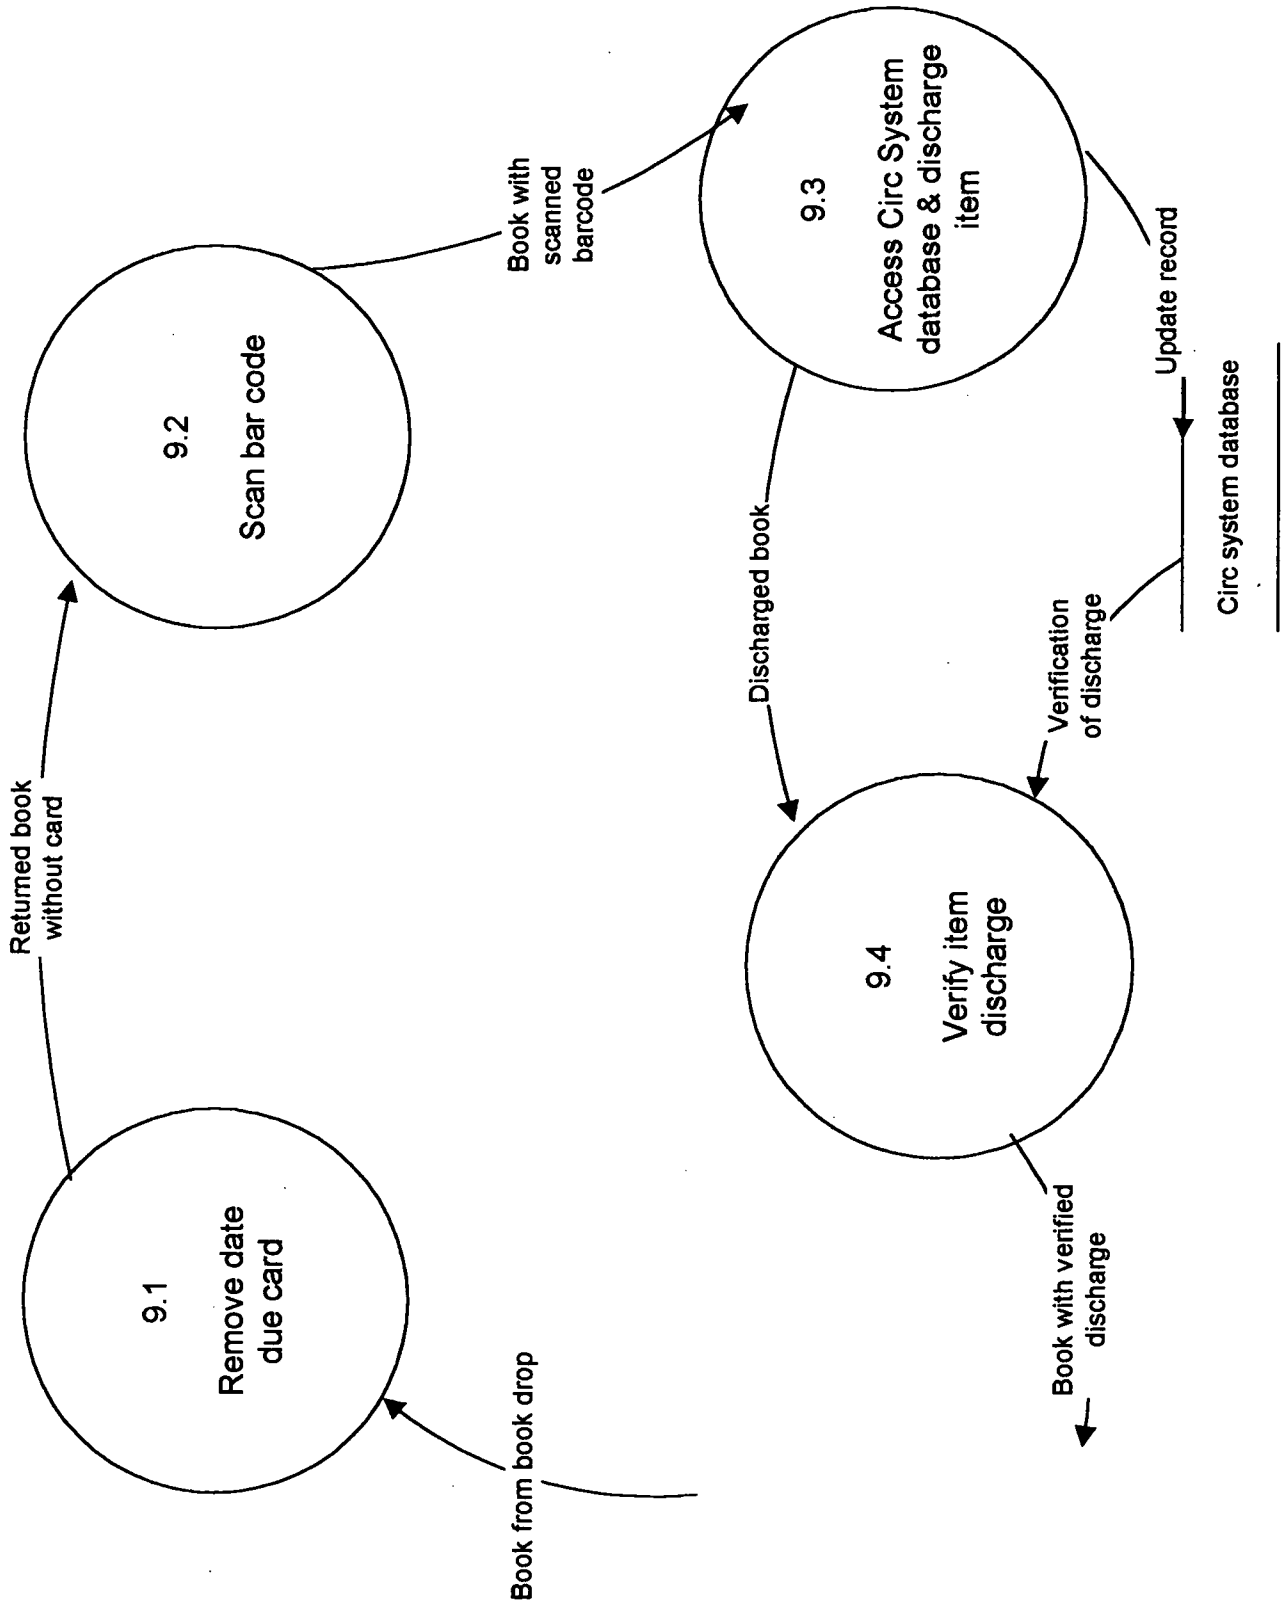 Returned book
without card
9.1
Remove date
due card
9.2
Scan bar code
Book from book drop
Book with
scanned
barcode
Discharged book
9.4
Verify item
discharge
9.3
Access Circ System
database & discharge
item
Verification
of discharge
Update record
Book with verified
discharge
Circ system database